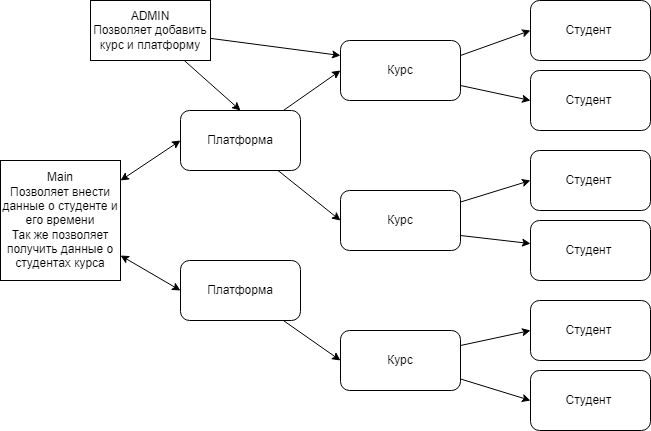 ADMIN
Позволяет добавить
курс и платформу
Студент
Курс
Студент
Платформа
Main
Позволяет внести
данные о студенте и
его времени
Так же позволяет
получить данные о
студентах курса
Студент
Курс
Студент
Платформа
Студент
Курс
Студент